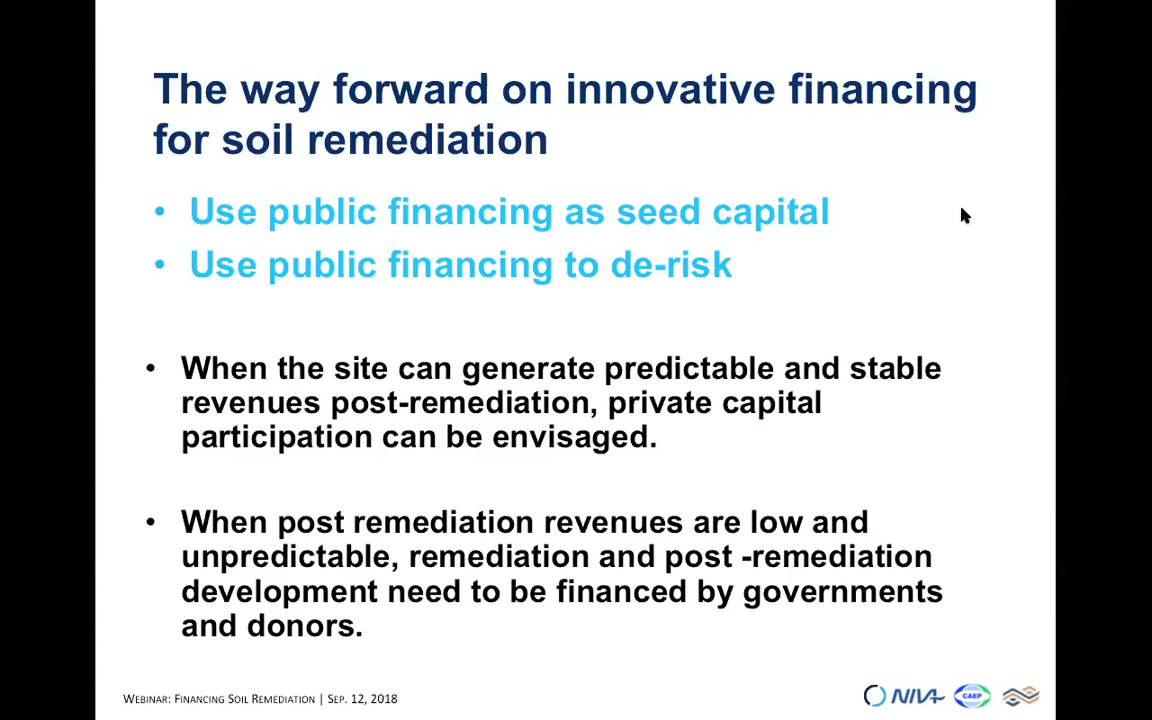 The way forward on innovative financing
for soil remediation
• Use public financing as seed capital
• Use public financing to de-risk
• When the site can generate predictable and stable
revenues post-remediation, private capital
participation can be envisaged.
• When post remediation revenues are low and
unpredictable, remediation and post -remediation
development need to be financed by governments
and donors.
WEBINAR: FINANCING SOIL REMEDIATION | SEP. 12, 2018
NIVA
CAEP